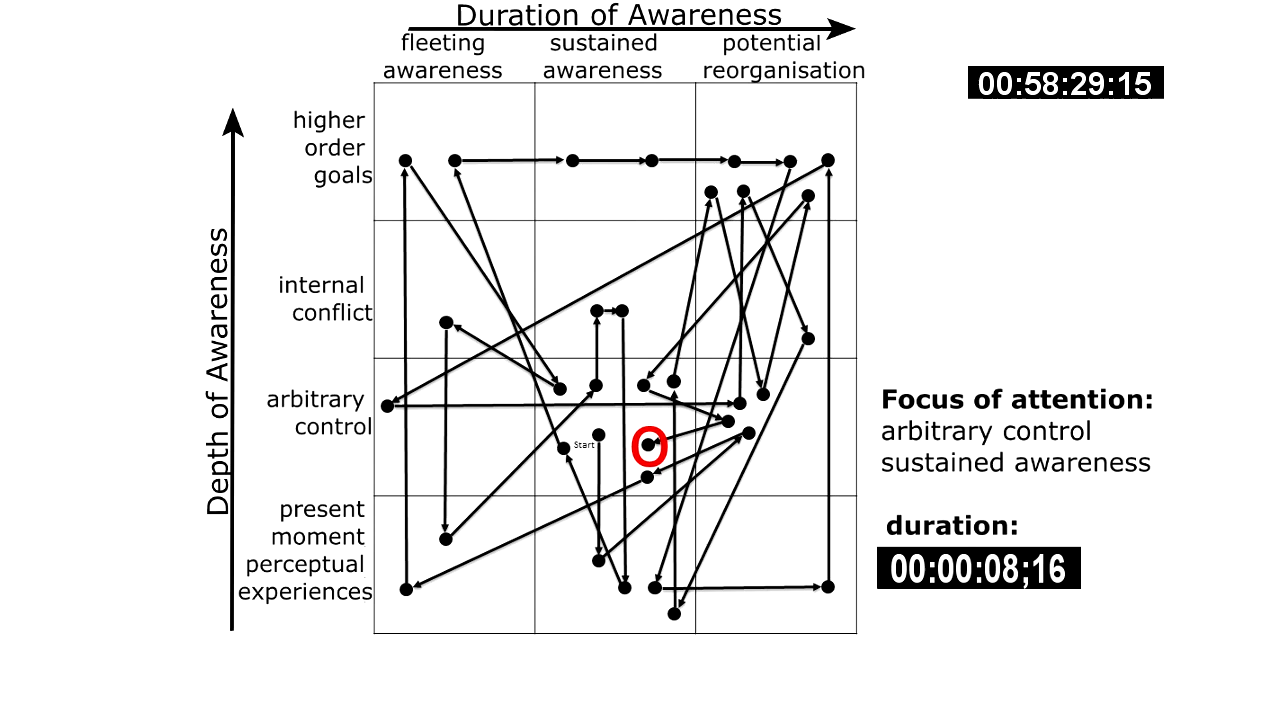 Duration of Awareness
fleeting
awareness
sustained
awareness
potential
reorganisation
00:58:29:15
Depth of Awareness
higher
order
goals
internal
conflict
arbitrary
control
present
moment
perceptual
experiences
Start
Focus of attention:
arbitrary control
sustained awareness
duration:
00:00:08;16